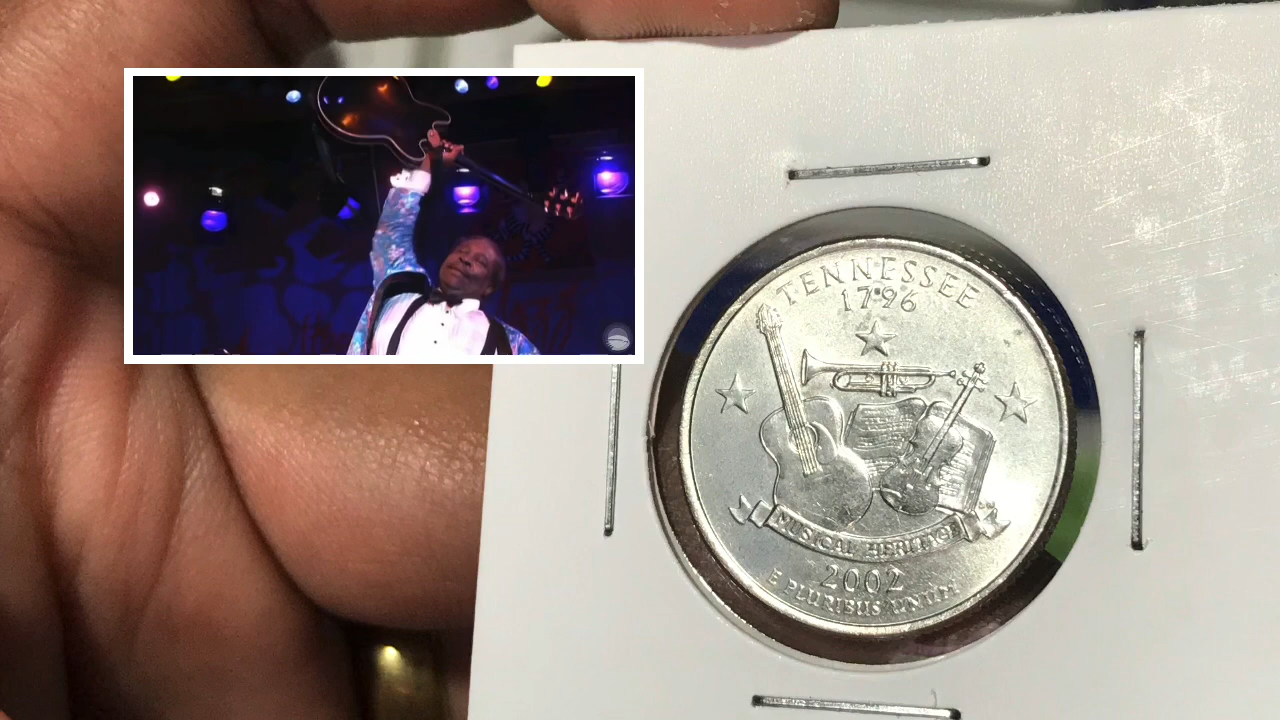 TENNESSEE
1796
MUSICAL HERITAGE
2002
E PLURIBUS UNUM